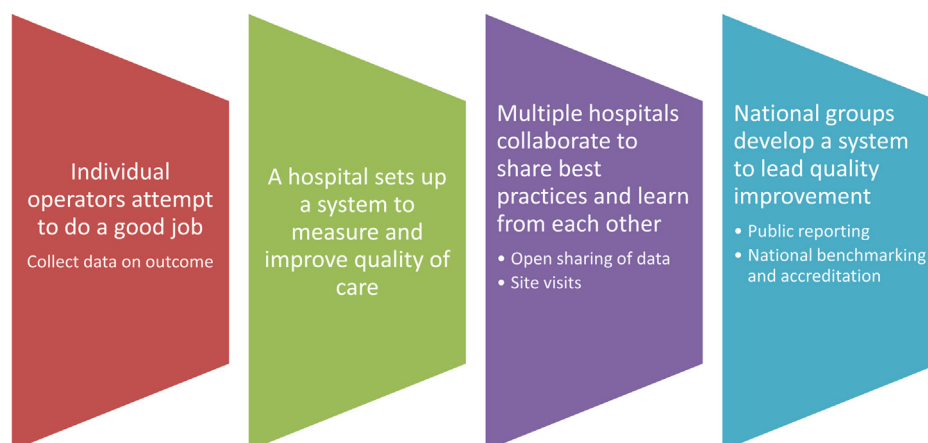 Individual
operators attempt
to do a good job
Collect data on outcome
A hospital sets up
a system to
measure and
improve quality of
care
Multiple hospitals
collaborate to
share best
practices and learn
from each other
• Open sharing of data
• Site visits
National groups
develop a system
to lead quality
improvement
• Public reporting
• National benchmarking
and accreditation